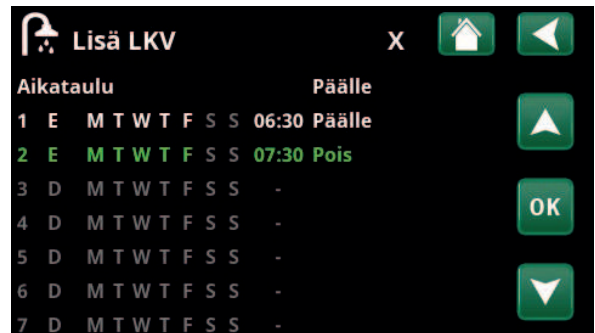 Lisä LKV X
Aikataulu Päälle
1 E M T W T F S S 06:30 Päälle
2 E M T W T F S S 07:30 Pois
3 D M T W T F S S -
4 D M T W T F S S -
OK
5 D M T W T F S S -
6 D M T W T F S S -
7 D M T W T F S S -